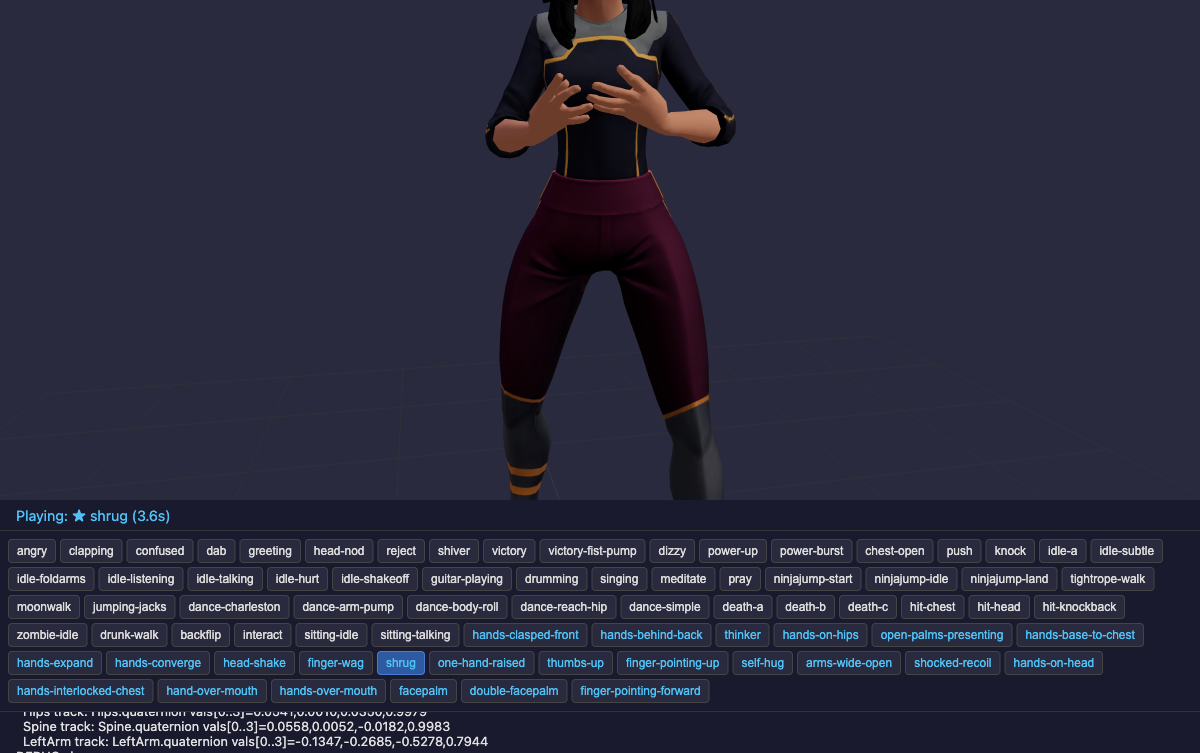 Playing: ★ shrug (3.6s)
angry clapping confused dab greeting head-nod reject shiver victory victory-fist-pump dizzy power-up power-burst chest-open push knock idle-a idle-subtle
idle-foldarms idle-listening idle-talking idle-hurt idle-shakeoff guitar-playing drumming singing meditate pray ninjajump-start ninjajump-idle ninjajump-land tightrope-walk
moonwalk jumping-jacks dance-charleston dance-arm-pump dance-body-roll dance-reach-hip dance-simple death-a death-b death-c hit-chest hit-head hit-knockback
zombie-idle drunk-walk backflip interact sitting-idle sitting-talking hands-clasped-front hands-behind-back thinker hands-on-hips open-palms-presenting hands-base-to-chest
hands-expand hands-converge head-shake finger-wag shrug one-hand-raised thumbs-up finger-pointing-up self-hug arms-wide-open shocked-recoil hands-on-head
hands-interlocked-chest hand-over-mouth hands-over-mouth facepalm double-facepalm finger-pointing-forward
Hips track: Hips.quaternion
Spine track: Spine.quaternion vals[0..3]=0.0558,0.0052,-0.0182,0.9983
LeftArm track: LeftArm.quaternion vals[0..3]=-0.1347,-0.2685,-0.5278,0.7944